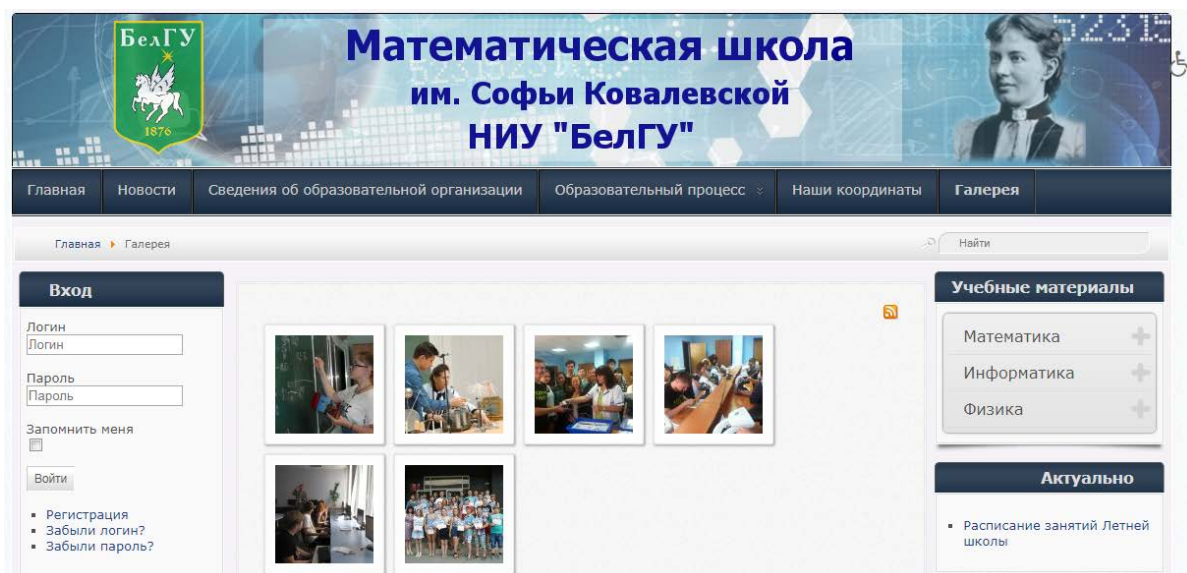 БелГУ
1876
Математическая школа
им. Софьи Ковалевской
НИУ "БелГУ"
52315
Главная
Новости
Сведения об образовательной организации
Образовательный процесс
Наши координаты
Галерея
Главная
Галерея
Найти
Вход
Логин
Логин
Пароль
Пароль
Запомнить меня
Войти
Регистрация
Забыли логин?
Забыли пароль?
Учебные материалы
Математика
Информатика
Физика
Актуально
Расписание занятий Летней
школы